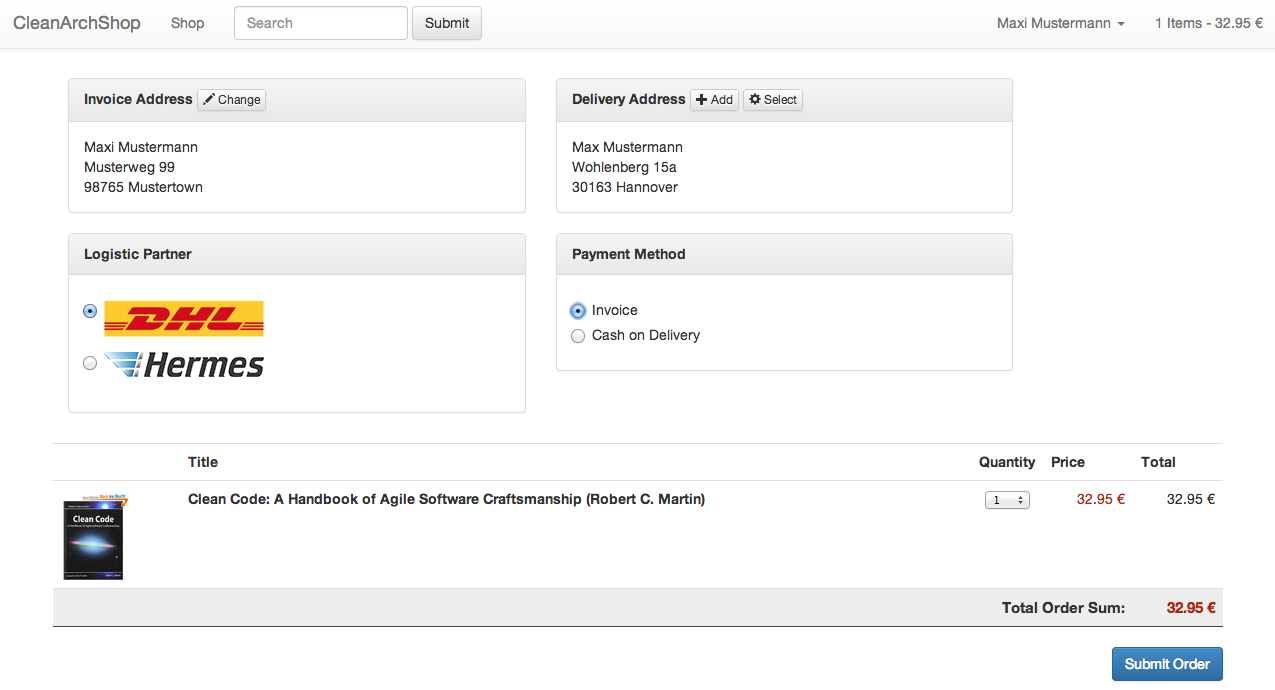 CleanArchShop Shop Search Submit Maxi Mustermann 1 Items - 32.95 €
Invoice Address Change
Maxi Mustermann
Musterweg 99
98765 Mustertown
Delivery Address Add Select
Max Mustermann
Wohlenberg 15a
30163 Hannover
Logistic Partner
DHL
Hermes
Payment Method
Invoice
Cash on Delivery
Title Quantity Price Total
Clean Code
Clean Code: A Handbook of Agile Software Craftsmanship (Robert C. Martin) 1 32.95 € 32.95 €
Total Order Sum: 32.95 €
Submit Order